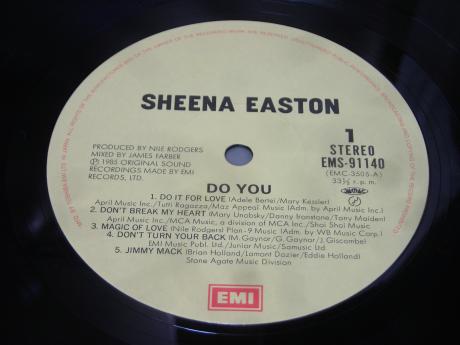 SHEENA EASTON
PRODUCED BY NILE RODGERS
MIXED BY JAMES FARBER
Ⓟ 1985 ORIGINAL SOUND
RECORDINGS MADE BY EMI
RECORDS, LTD.
1
STEREO
EMS-91140
(EMC-3505-A)
33⅓ r. p. m.
DO YOU
1. DO IT FOR LOVE (Adele Bertei/Mary Kessler)
April Music Inc./Tutti Ragazza/Maz Appeal Music (Adm. by April Music Inc.)
2. DON'T BREAK MY HEART (Mary Unobsky/Danny Ironstone/Tony Maiden)
April Music Inc./MCA Music, a division of MCA Inc./Shoi Shoi Music
3. MAGIC OF LOVE (Nile Rodgers) Plan-9 Music (Adm. by WB Music Corp.)
4. DON'T TURN YOUR BACK (M. Gaynor/G. Gaynor/J. Giscombe)
EMI Music Publ. Ltd./Junior Music/Samusic Ltd
5. JIMMY MACK (Brian Holland/Lamont Dozier/Eddie Holland)
Stone Agate Music Division
EMI